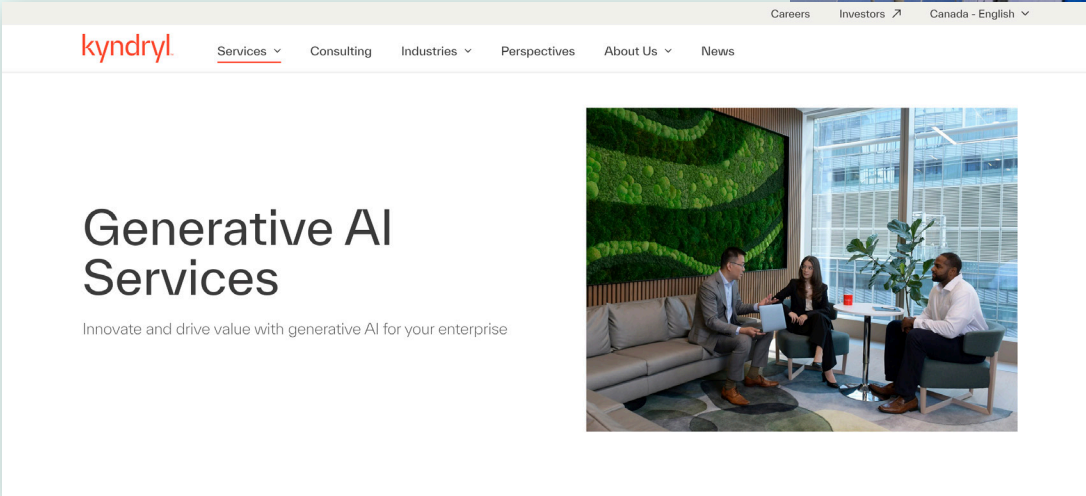 Careers Investors Canada - English
kyndryl
Services Consulting Industries Perspectives About Us News
Generative AI
Services
Innovate and drive value with generative AI for your enterprise